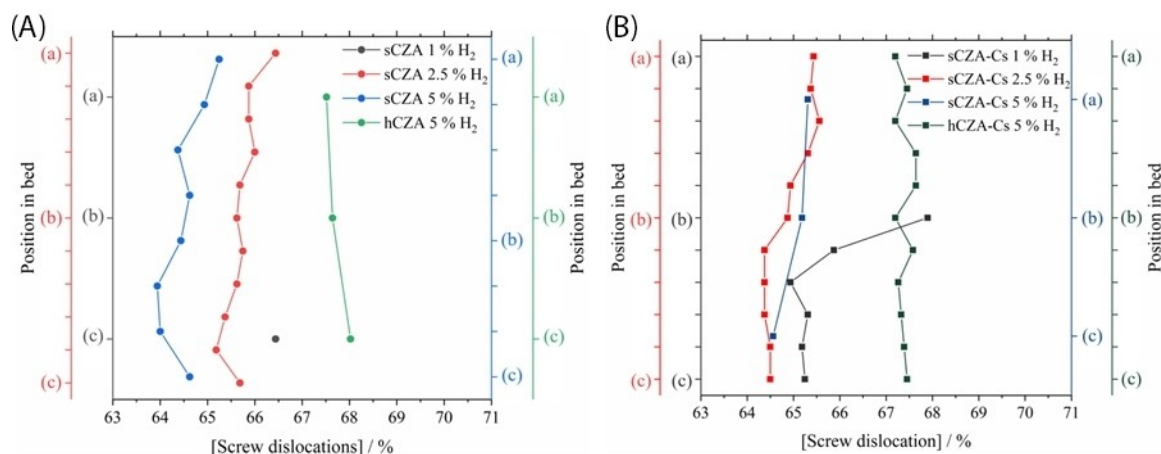 (A)
(a)
(b)
(c)
Position in bed
(a)
(b)
(c)
sCZA 1 % H₂
sCZA 2.5 % H₂
sCZA 5 % H₂
hCZA 5 % H₂
(a)
(b)
(c)
(a)
(b)
(c)
Position in bed
63 64 65 66 67 68 69 70 71
[Screw dislocations] / %
(B)
(a)
(b)
(c)
Position in bed
(a)
(b)
(c)
sCZA-Cs 1 % H₂
sCZA-Cs 2.5 % H₂
sCZA-Cs 5 % H₂
hCZA-Cs 5 % H₂
(a)
(b)
(c)
(a)
(b)
(c)
Position in bed
63 64 65 66 67 68 69 70 71
[Screw dislocation] / %